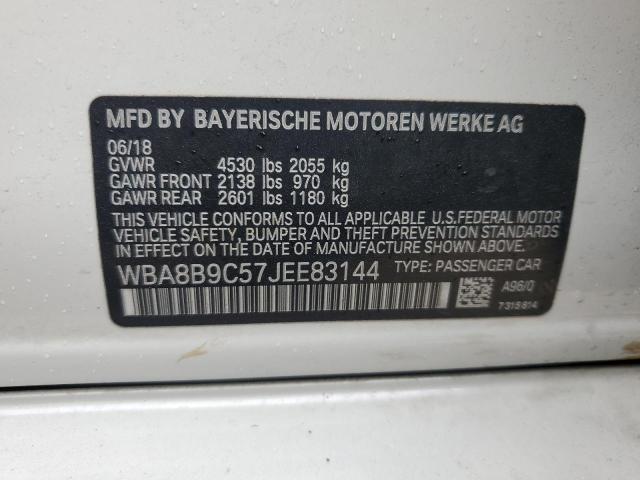 MFD BY BAYERISCHE MOTOREN WERKE AG
06/18
GVWR 4530 lbs 2055 kg
GAWR FRONT 2138 lbs 970 kg
GAWR REAR 2601 lbs 1180 kg
THIS VEHICLE CONFORMS TO ALL APPLICABLE U.S.FEDERAL MOTOR
VEHICLE SAFETY, BUMPER AND THEFT PREVENTION STANDARDS
IN EFFECT ON THE DATE OF MANUFACTURE SHOWN ABOVE.
WBA8B9C57JEE83144 TYPE: PASSENGER CAR
A96/0
7315814